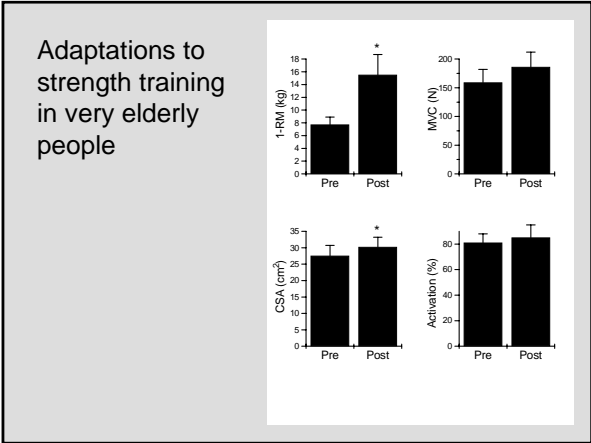 Adaptations to
strength training
in very elderly
people
1-RM (kg)
18
16
14
12
10
8
6
4
2
0
*
Pre Post
MVC (N)
200
150
100
50
0
Pre Post
CSA (cm²)
35
30
25
20
15
10
5
0
*
Pre Post
Activation (%)
80
60
40
20
0
Pre Post